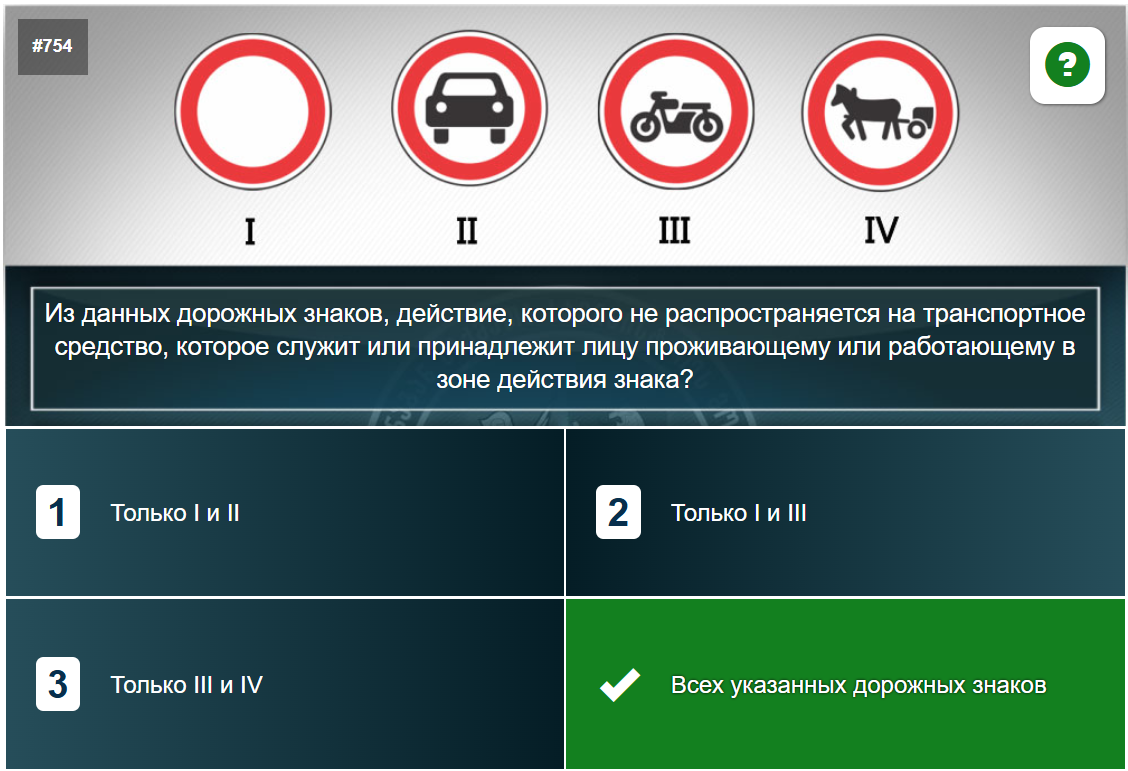 #754
?
I
II
III
IV
Из данных дорожных знаков, действие, которого не распространяется на транспортное
средство, которое служит или принадлежит лицу проживающему или работающему в
зоне действия знака?
1
Только I и II
2
Только I и III
3
Только III и IV
Всех указанных дорожных знаков